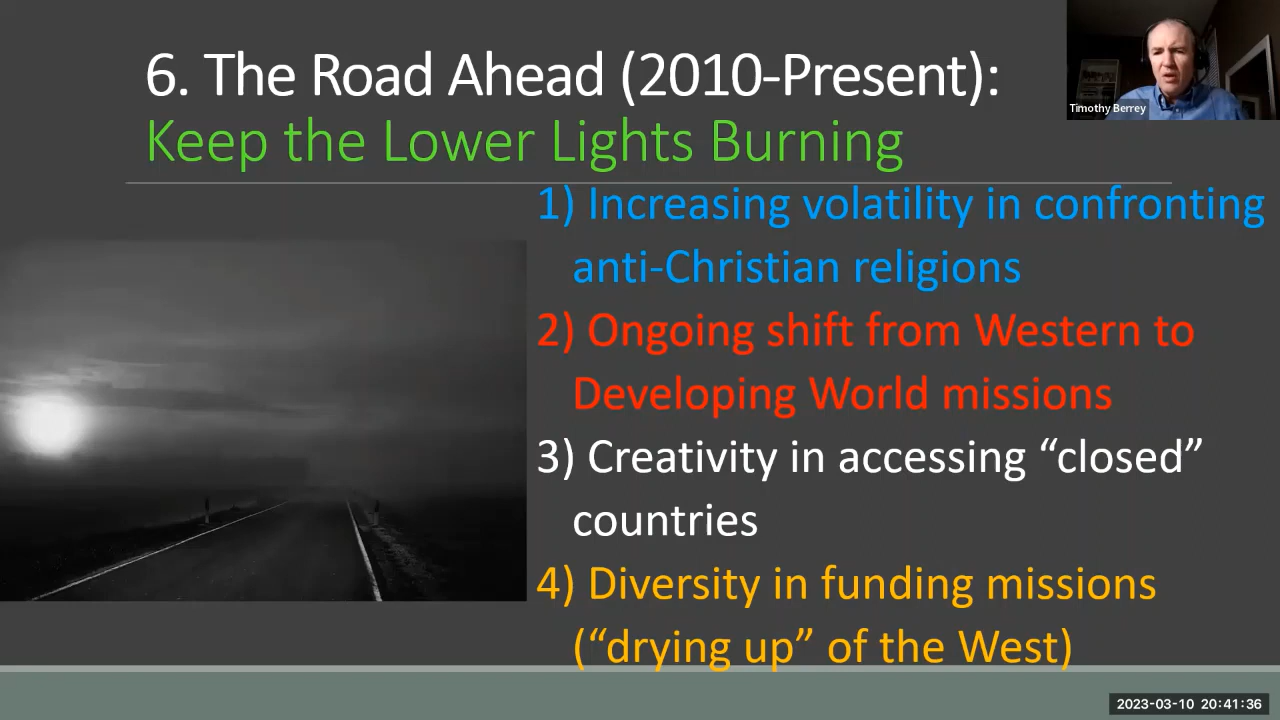 6. The Road Ahead (2010-Present):
Keep the Lower Lights Burning
Timothy Berrey
1) Increasing volatility in confronting
anti-Christian religions
2) Ongoing shift from Western to
Developing World missions
3) Creativity in accessing “closed”
countries
4) Diversity in funding missions
(“drying up” of the West)
2023-03-10 20:41:36